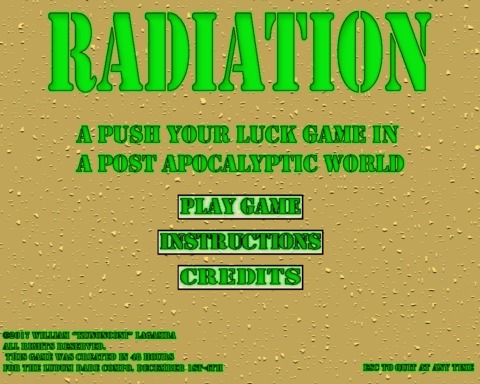 RADIATION
A PUSH YOUR LUCK GAME IN
A POST APOCALYPTIC WORLD
PLAY GAME
INSTRUCTIONS
CREDITS
©2017 WILLIAM
ALL RIGHTS RESERVED.
THIS GAME WAS CREATED IN 48 HOURS
FOR THE LUDUM DARE COMPO, DECEMBER 1ST-4TH
ESC TO QUIT AT ANY TIME